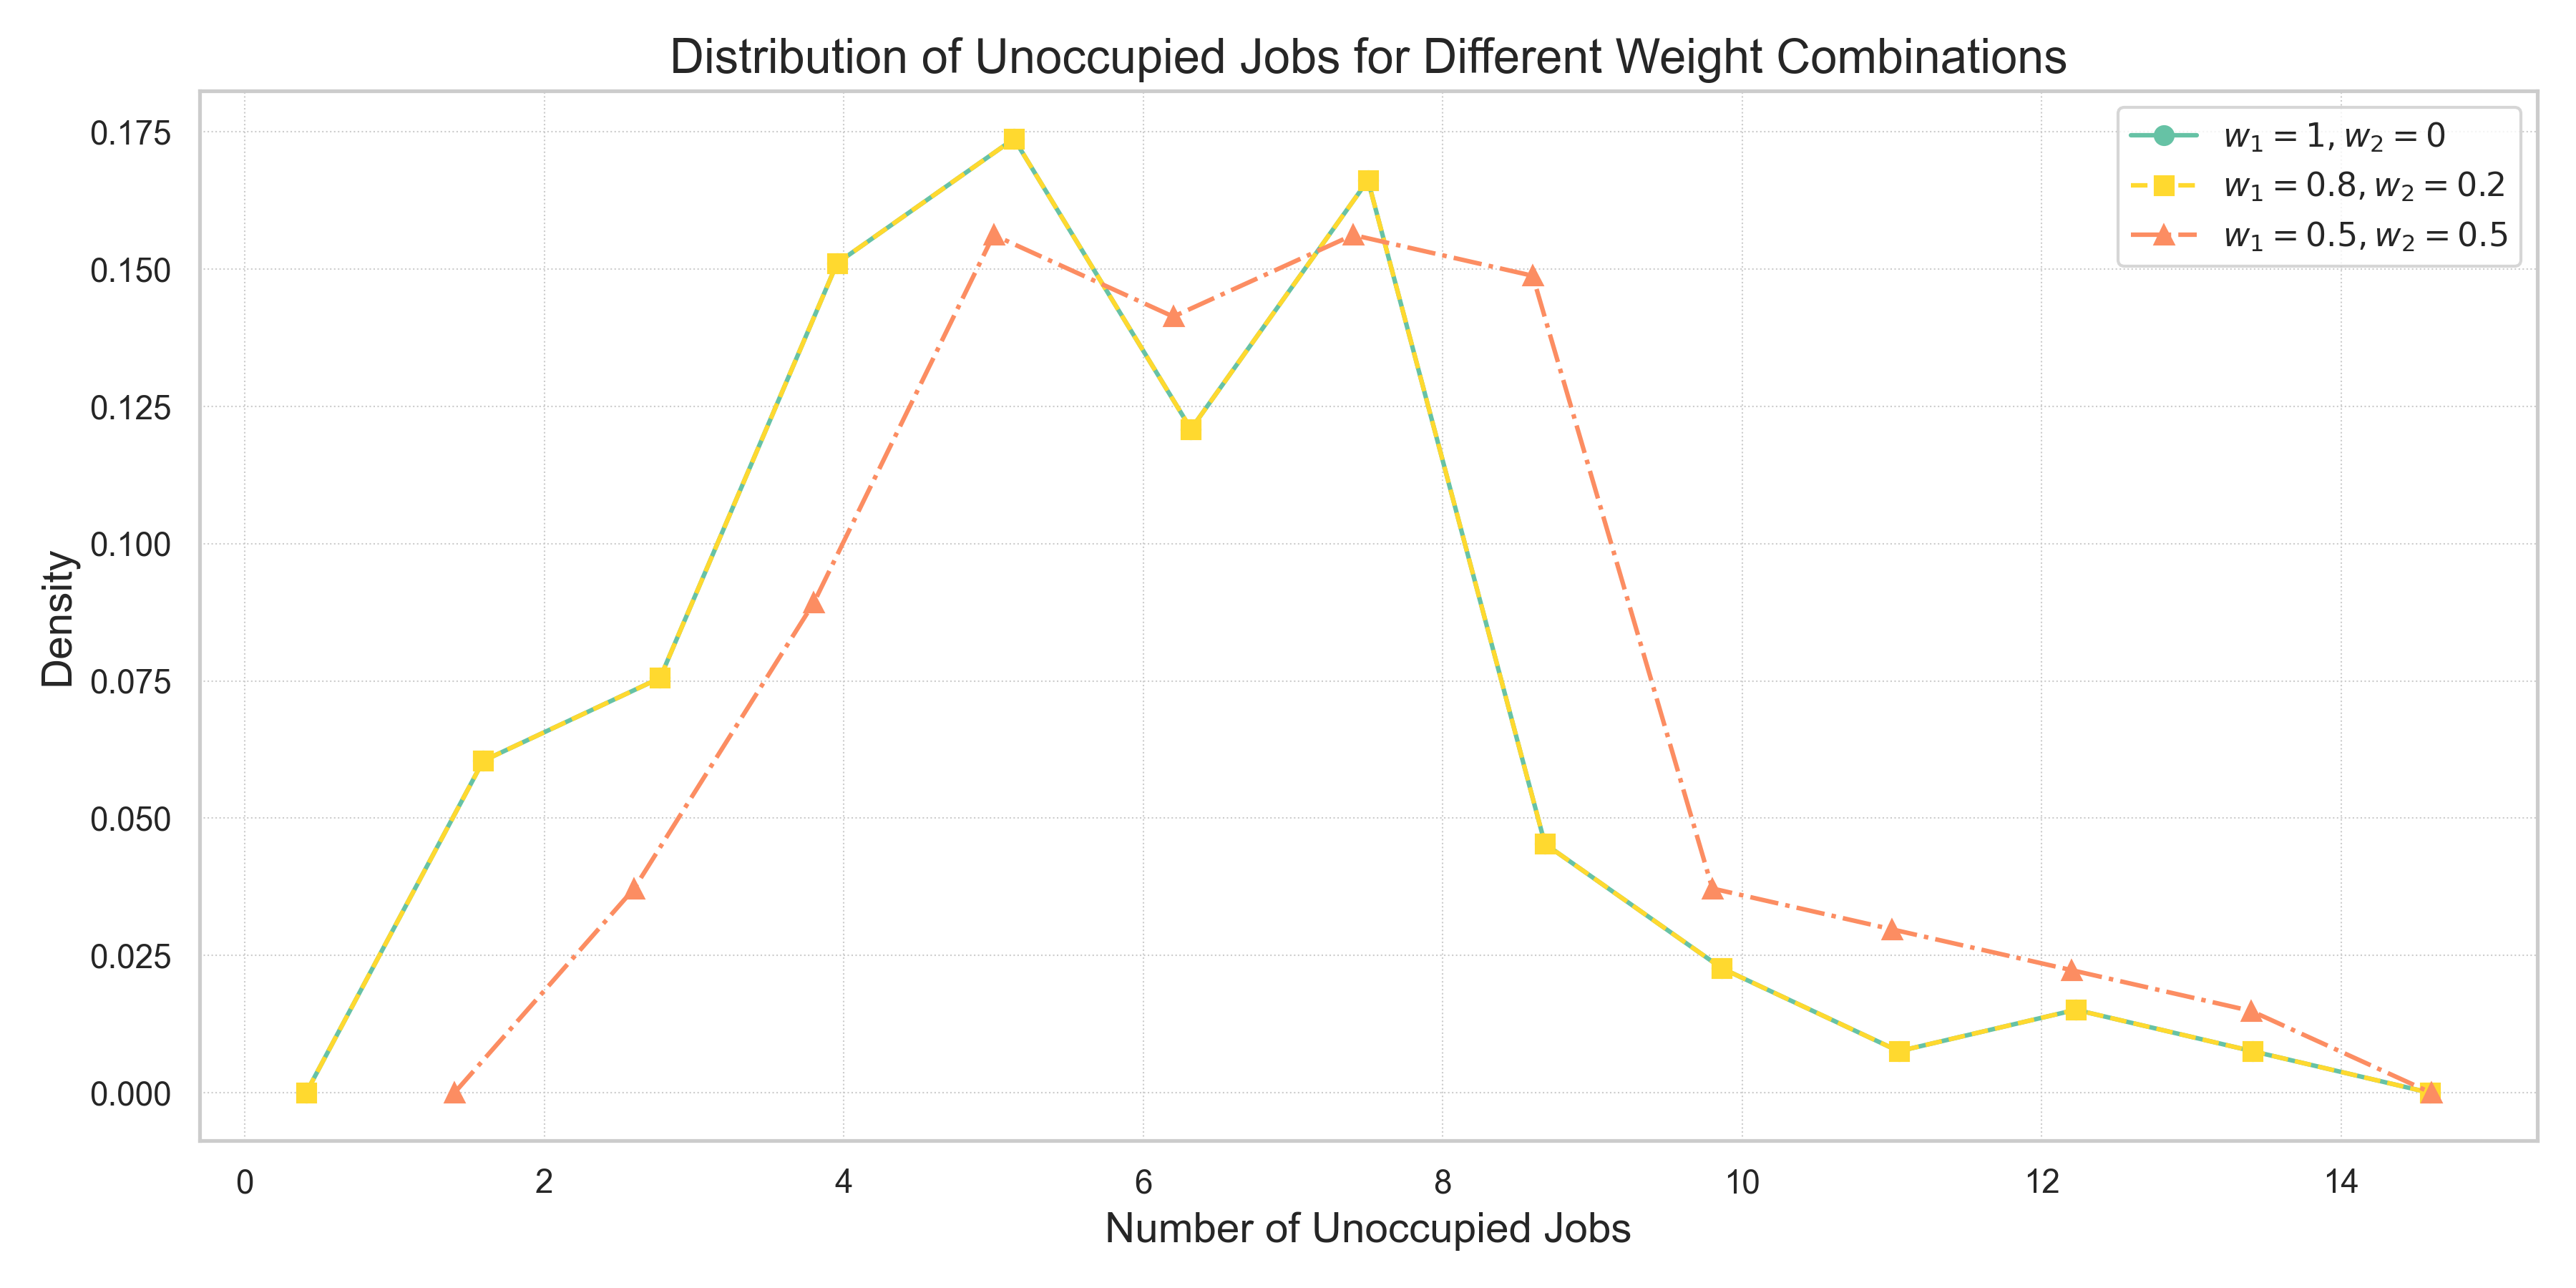 Distribution of Unoccupied Jobs for Different Weight Combinations
0.175
0.150
0.125
0.100
0.075
0.050
0.025
0.000
Density
w₁ = 1, w₂ = 0
w₁ = 0.8, w₂ = 0.2
w₁ = 0.5, w₂ = 0.5
0 2 4 6 8 10 12 14
Number of Unoccupied Jobs